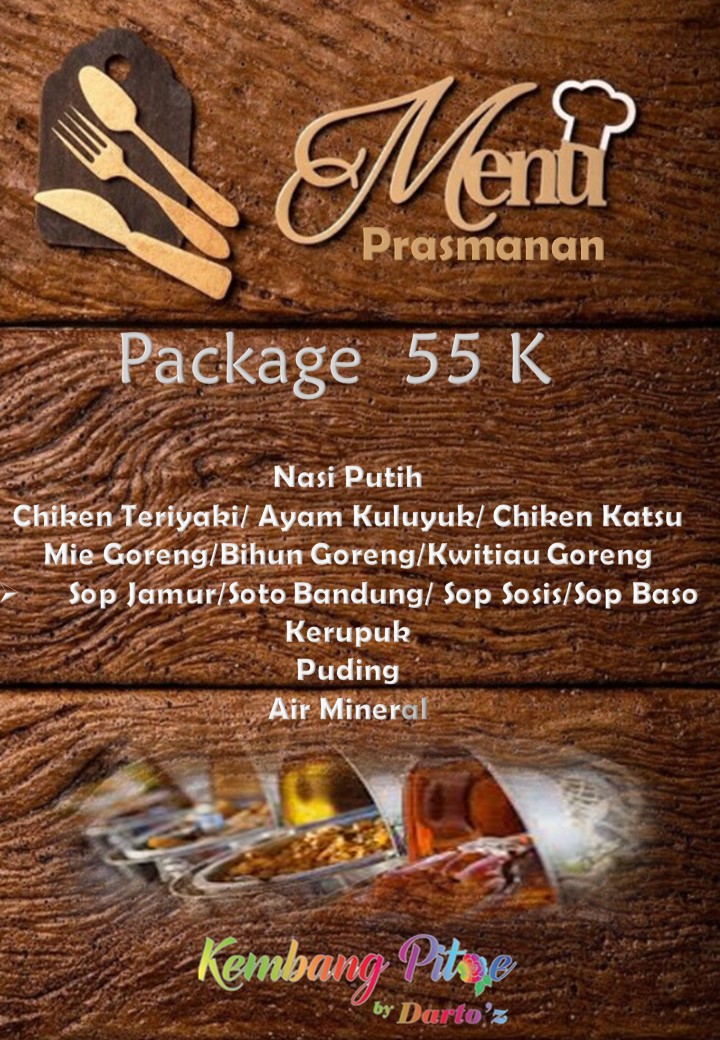 Menu
Prasmanan
Package 55 K
Nasi Putih
Chiken Teriyaki/ Ayam Kuluyuk/ Chiken Katsu
Mie Goreng/Bihun Goreng/Kwitiau Goreng
➢ Sop Jamur/Soto Bandung/ Sop Sosis/Sop Baso
Kerupuk
Puding
Air Mineral
Kembang Pitoe
by Darto'z